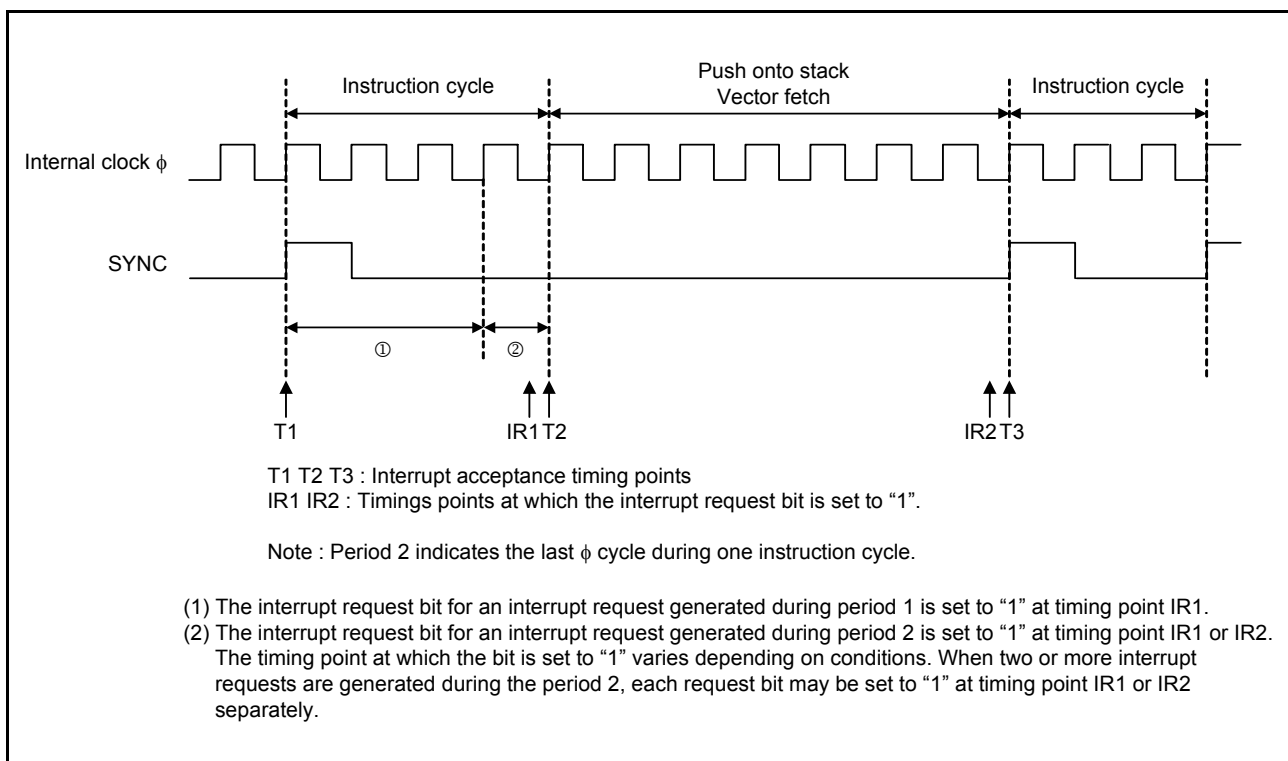 Push onto stack
Instruction cycle
Vector fetch
Instruction cycle
Internal clock ϕ
SYNC
①
②
T1
IR1 T2
IR2 T3
T1 T2 T3 : Interrupt acceptance timing points
IR1 IR2 : Timings points at which the interrupt request bit is set to “1”.
Note : Period 2 indicates the last ϕ cycle during one instruction cycle.
(1) The interrupt request bit for an interrupt request generated during period 1 is set to “1” at timing point IR1.
(2) The interrupt request bit for an interrupt request generated during period 2 is set to “1” at timing point IR1 or IR2.
The timing point at which the bit is set to “1” varies depending on conditions. When two or more interrupt
requests are generated during the period 2, each request bit may be set to “1” at timing point IR1 or IR2
separately.